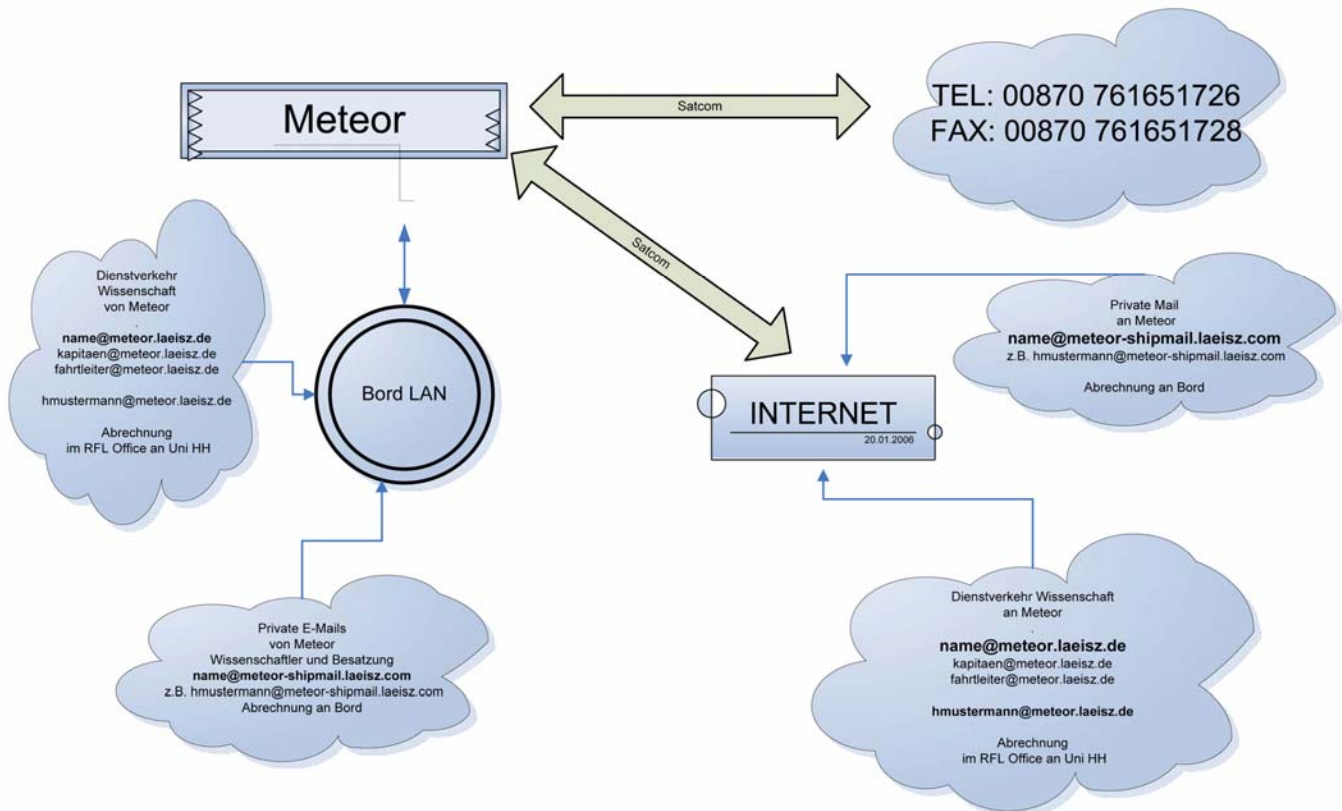 Meteor
Satcom
TEL: 00870 761651726
FAX: 00870 761651728
Satcom
Dienstverkehr
Wissenschaft
von Meteor
.
name@meteor.laeisz.de
kapitaen@meteor.laeisz.de
fahrtleiter@meteor.laeisz.de
hmustermann@meteor.laeisz.de
Abrechnung
im RFL Office an Uni HH
Bord LAN
Private Mail
an Meteor
name@meteor-shipmail.laeisz.com
z.B. hmustermann@meteor-shipmail.laeisz.com
Abrechnung an Bord
INTERNET
20.01.2006
Private E-Mails
von Meteor
Wissenschaftler und Besatzung
name@meteor-shipmail.laeisz.com
z.B. hmustermann@meteor-shipmail.laeisz.com
Abrechnung an Bord
Dienstverkehr Wissenschaft
an Meteor
.
name@meteor.laeisz.de
kapitaen@meteor.laeisz.de
fahrtleiter@meteor.laeisz.de
hmustermann@meteor.laeisz.de
Abrechnung
im RFL Office an Uni HH